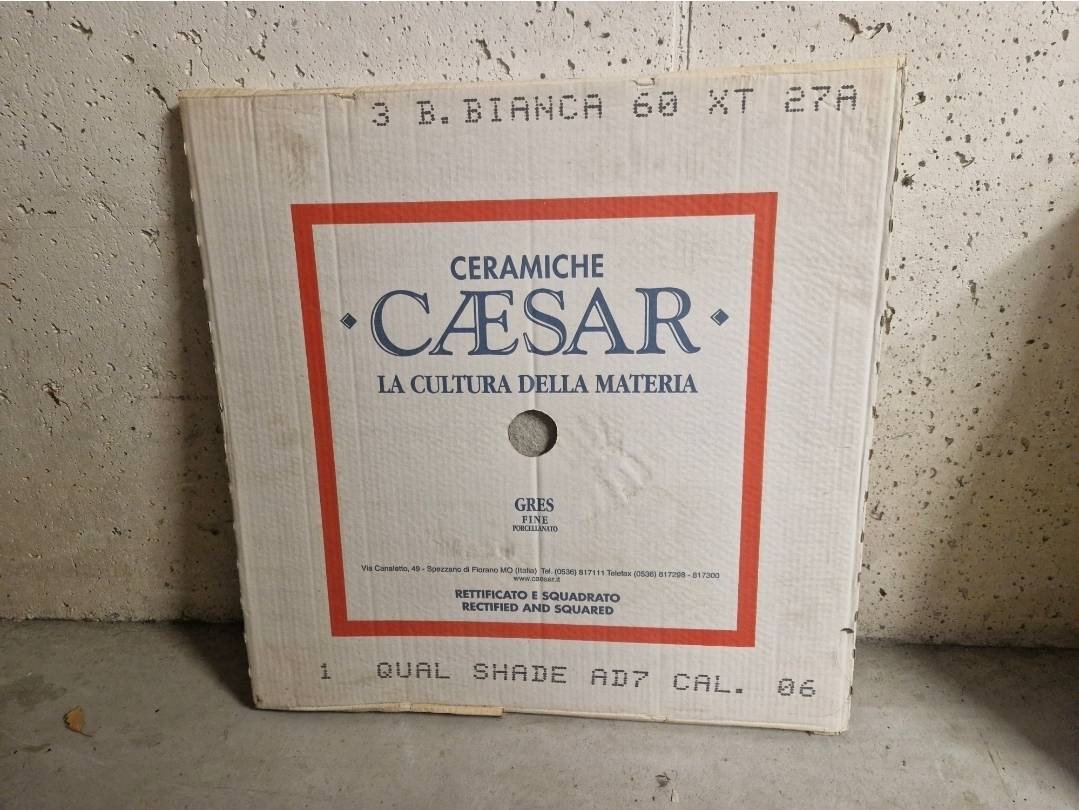 3 B.BIANCA 60 XT 27A
CERAMICHE
CÆSAR
LA CULTURA DELLA MATERIA
GRES
FINE
PORCELLANATO
Via Canaletto, 49 - Spezzano di Fiorano MO (Italia) Tel. (0536) 817111 Telefax (0536) 817298 - 817300
www.caesar.it
RETTIFICATO E SQUADRATO
RECTIFIED AND SQUARED
1 QUAL SHADE AD7 CAL. 06